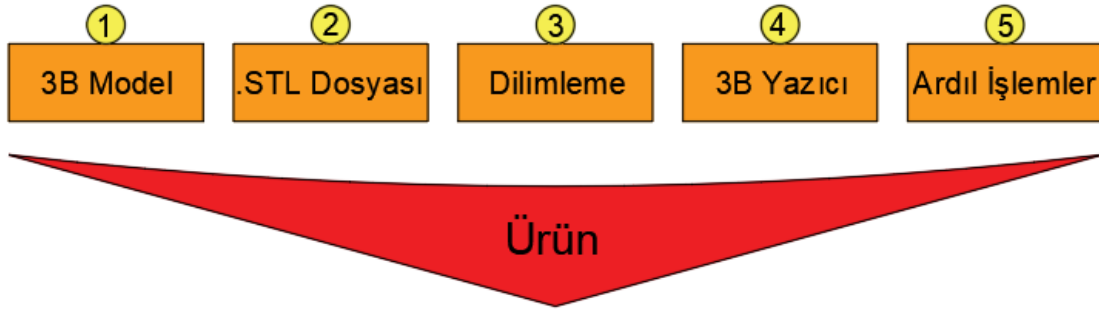 1
3B Model
2
.STL Dosyası
3
Dilimleme
4
3B Yazıcı
5
Ardıl İşlemler
Ürün